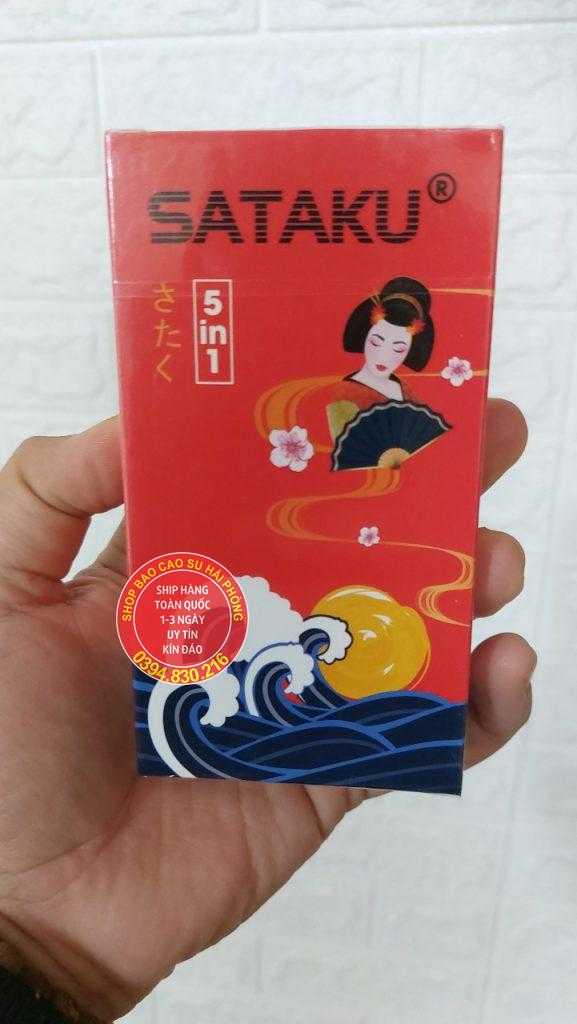 SATAKU®
さたく
5
in
1
SHOP BAO CAO SU HẢI PHÒNG
SHIP HÀNG
TOÀN QUỐC
1-3 NGÀY
UY TÍN
KÍN ĐÁO
0394.830.216